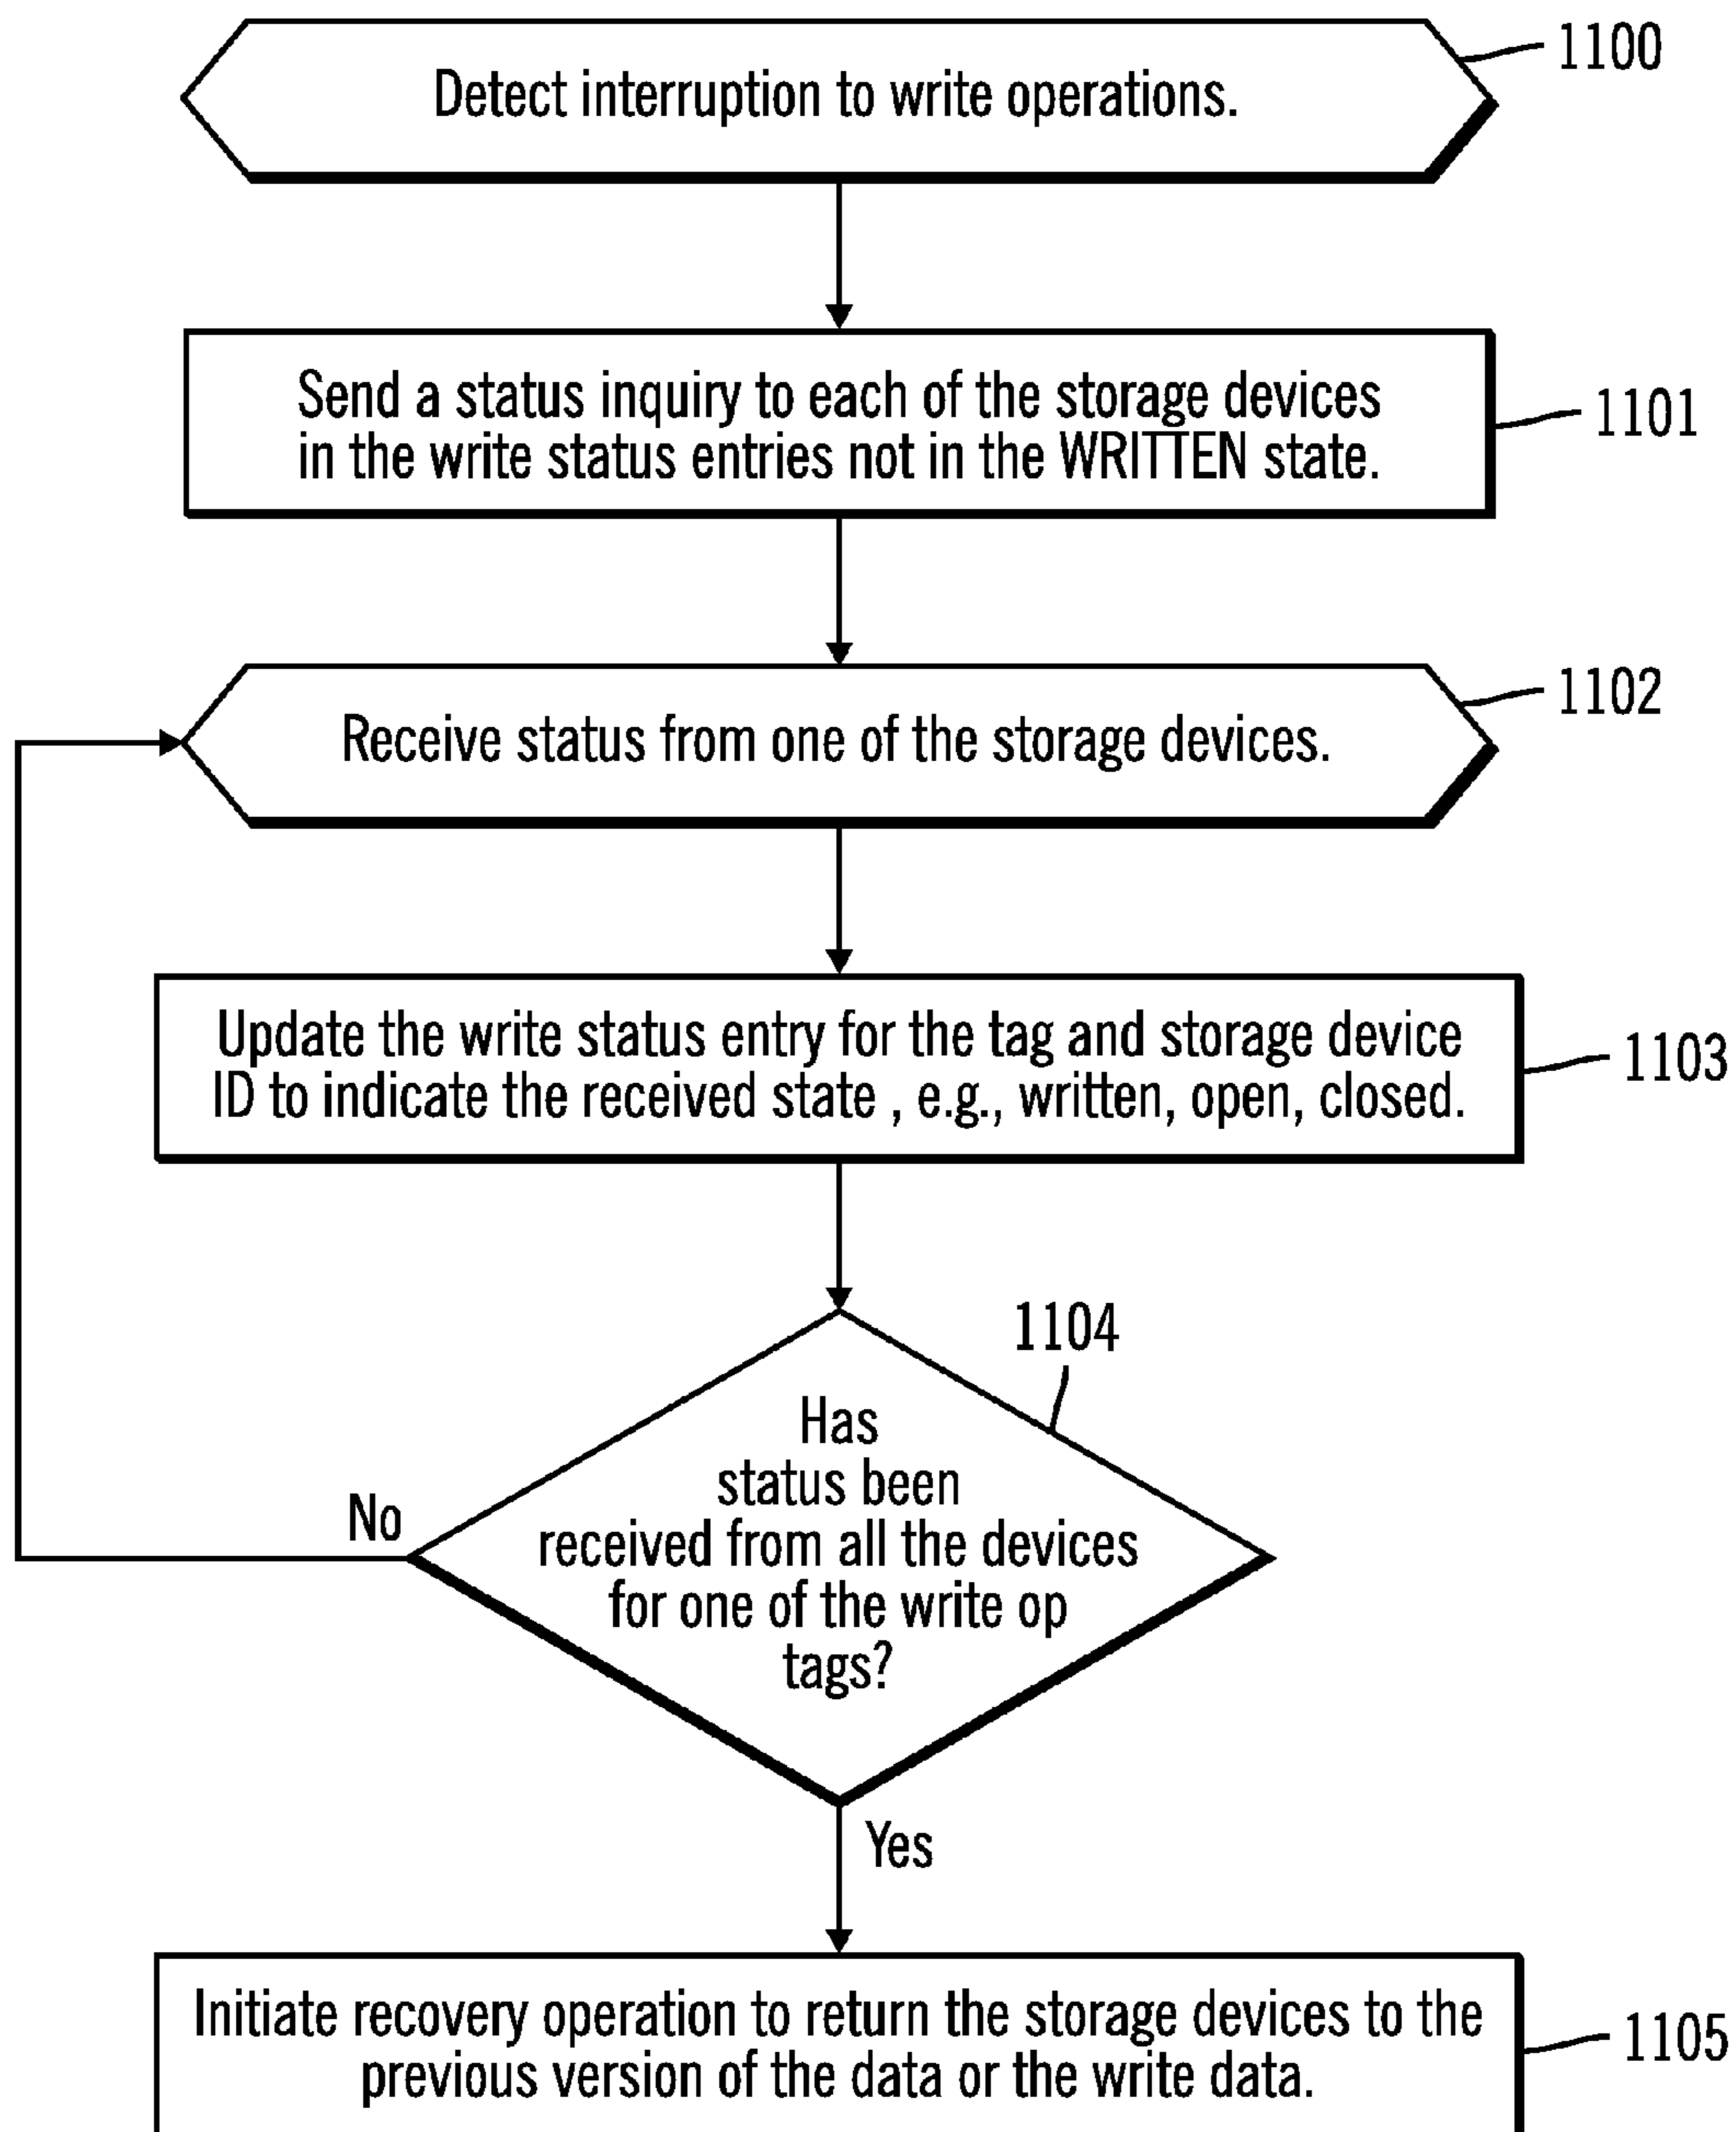 1100
Detect interruption to write operations.
Send a status inquiry to each of the storage devices
in the write status entries not in the WRITTEN state.
1101
1102
Receive status from one of the storage devices.
Update the write status entry for the tag and storage device
ID to indicate the received state , e.g., written, open, closed.
1103
1104
Has
status been
received from all the devices
for one of the write op
tags?
No
Yes
Initiate recovery operation to return the storage devices to the
previous version of the data or the write data.
1105